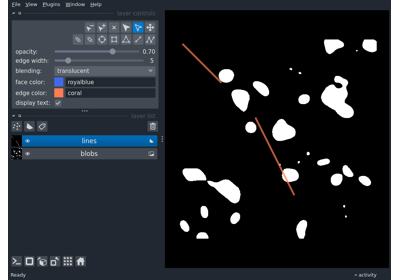 File View Plugins Window Help
layer controls
opacity: 0.70
edge width: 5
blending: translucent
face color: royalblue
edge color: coral
display text:
layer list
lines
blobs
Ready
activity